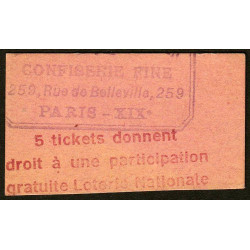 CONFISERIE FINE
259, Rue de Belleville, 259
PARIS - XIX
5 tickets donnent
droit à une participation
gratuite Loterie Nationale